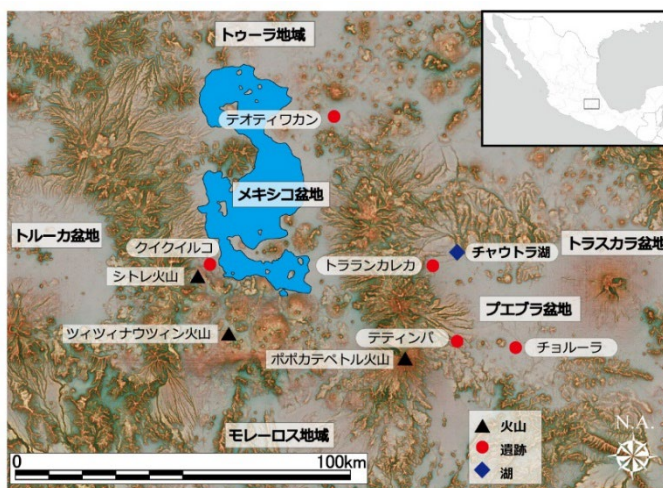 トゥーラ地域
テオティワカン
メキシコ盆地
トルーカ盆地
クイクイルコ
シトレ火山
トラランカレカ
チャウトラ湖
トラスカラ盆地
プエブラ盆地
ツィツィナウツィン火山
テティンパ
ポポカテペトル火山
チョルーラ
モレーロス地域
0
100km
火山
遺跡
湖
N.A.